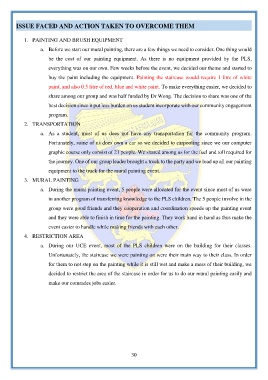 ISSUE FACED AND ACTION TAKEN TO OVERCOME THEM
1. PAINTING AND BRUSH EQUIPMENT
a. Before we start our mural painting, there are a few things we need to consider. One thing would
be the cost of our painting equipment. As there is no equipment provided by the PLS,
everything was on our own. Few weeks before the event, we decided our theme and started to
buy the paint including the equipment. Painting the staircase would require 1 litre of white
paint, and also 0.5 litre of red, blue and white paint. To make everything easier, we decided to
share among our group and was half funded by Dr Wong. The decision to share was one of the
best decision since it put less burden on us student incorporate with our community engagement
program.
2. TRANSPORTATION
a. As a student, most of us does not have any transportation for the community program.
Fortunately, some of us does own a car so we decided to carpooling since we our computer
graphic course only consist of 23 people. We shared among us for the fuel and toll required for
the journey. One of our group leader brought a truck to the party and we load up all our painting
equipment to the truck for the mural painting event.
3. MURAL PAINTING
a. During the mural painting event, 5 people were allocated for the event since most of us were
in another program of transferring knowledge to the PLS children. The 5 people involve in the
group were good friends and they cooperation and coordination speeds up the painting event
and they were able to finish in time for the painting. They work hand in hand as thus make the
event easier to handle while making friends with each other.
4. RESTRICTION AREA
a. During our UCE event, most of the PLS children were on the building for their classes.
Unfortunately, the staircase we were painting on were their main way to their class. In order
for them to not step on the painting while it is still wet and make a mess of their building, we
decided to restrict the area of the staircase in order for us to do our mural painting easily and
make our comrades jobs easier.
30